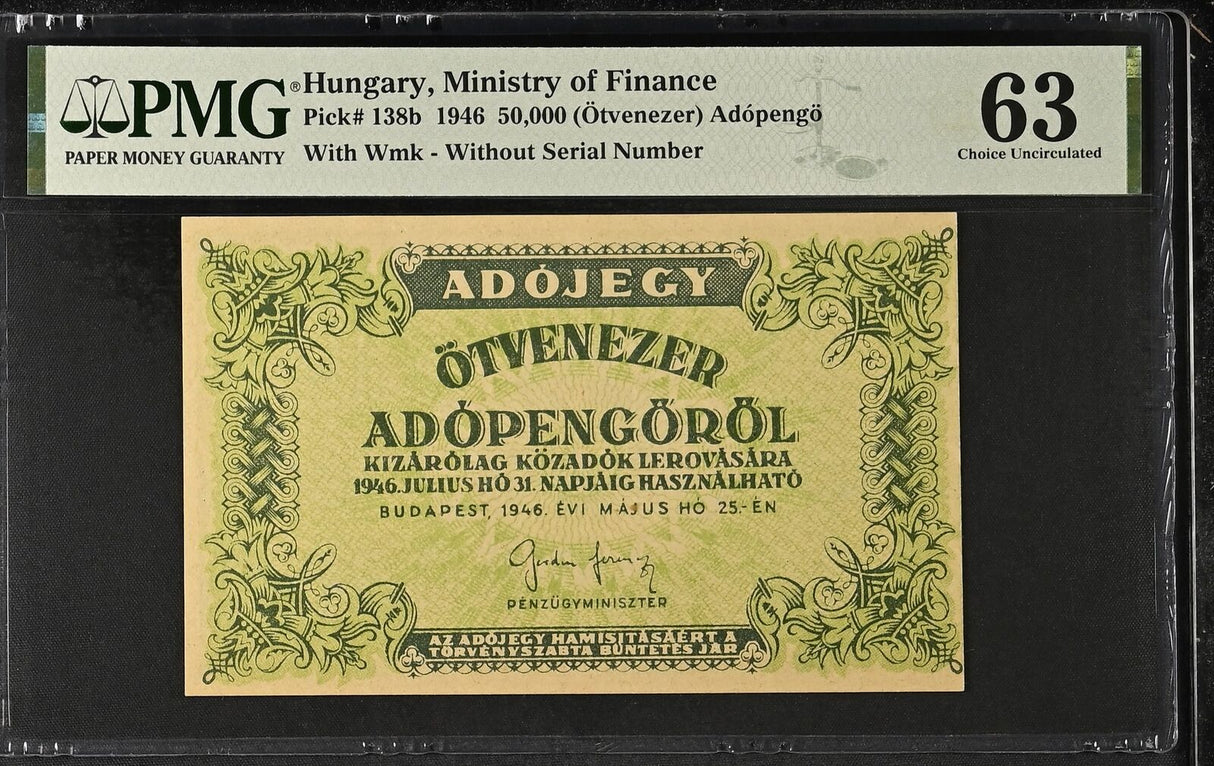 PMG®
PAPER MONEY GUARANTY
Hungary, Ministry of Finance
Pick# 138b 1946 50,000 (Ötvenezer) Adópengö
With Wmk - Without Serial Number
63
Choice Uncirculated
ADÓJEGY
ÖTVENEZER
ADÓPENGŐRŐL
KIZÁRÓLAG KÖZADÓK LEROVÁSÁRA
1946. JULIUS HÓ 31. NAPJÁIG HASZNÁLHATÓ
BUDAPEST, 1946. ÉVI MÁJUS HÓ 25.-ÉN
Gordon Ferenc
PÉNZÜGYMINISZTER
AZ ADÓJEGY HAMISITÁSÁÉRT A
TÖRVÉNYSZABTA BÜNTETÉS JÁR